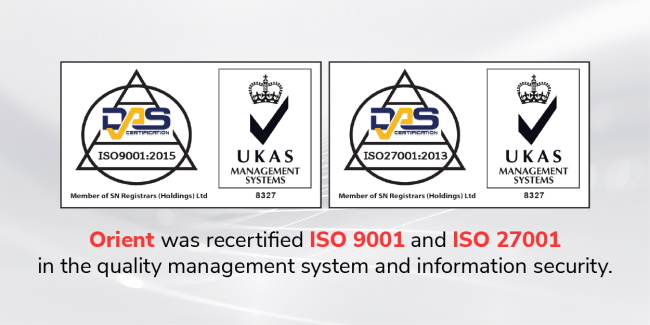 DAS
CERTIFICATION
ISO9001:2015
Member of SN Registrars (Holdings) Ltd
UKAS
MANAGEMENT
SYSTEMS
8327
DAS
CERTIFICATION
ISO27001:2013
Member of SN Registrars (Holdings) Ltd
UKAS
MANAGEMENT
SYSTEMS
8327
Orient was recertified ISO 9001 and ISO 27001
in the quality management system and information security.